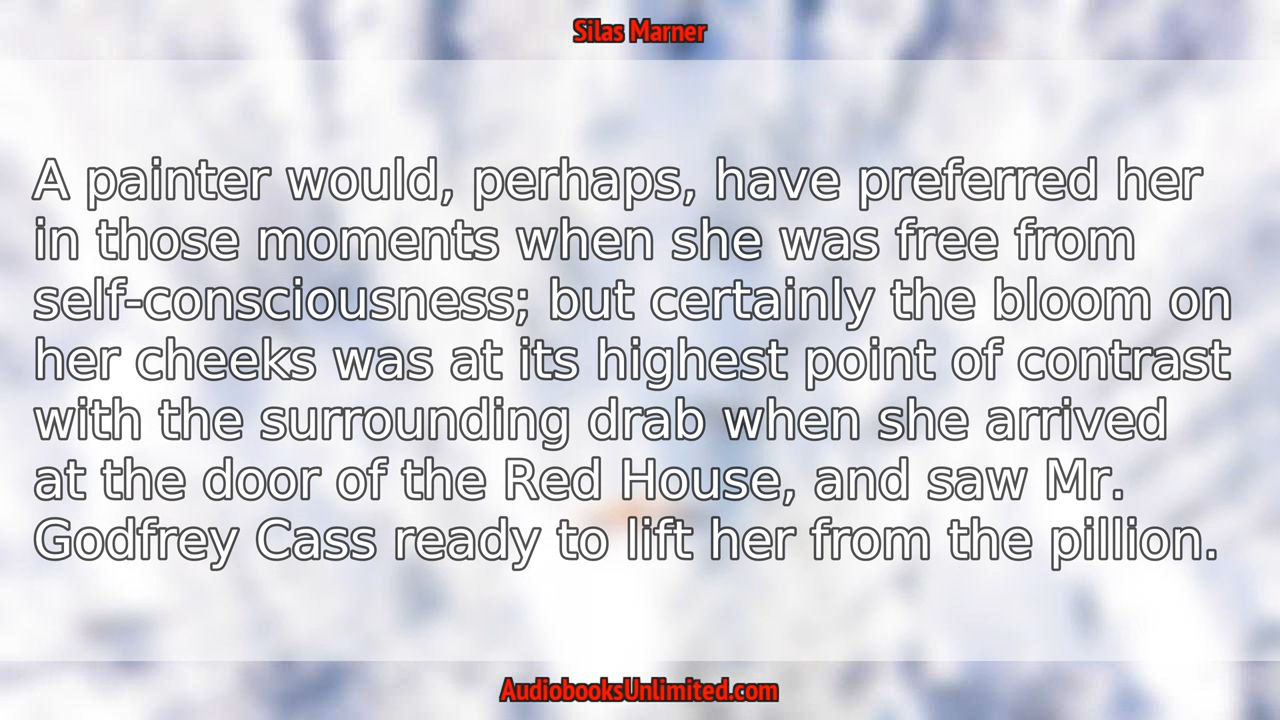 Silas Marner
A painter would, perhaps, have preferred her
in those moments when she was free from
self-consciousness; but certainly the bloom on
her cheeks was at its highest point of contrast
with the surrounding drab when she arrived
at the door of the Red House, and saw Mr.
Godfrey Cass ready to lift her from the pillion.
AudiobooksUnlimited.com